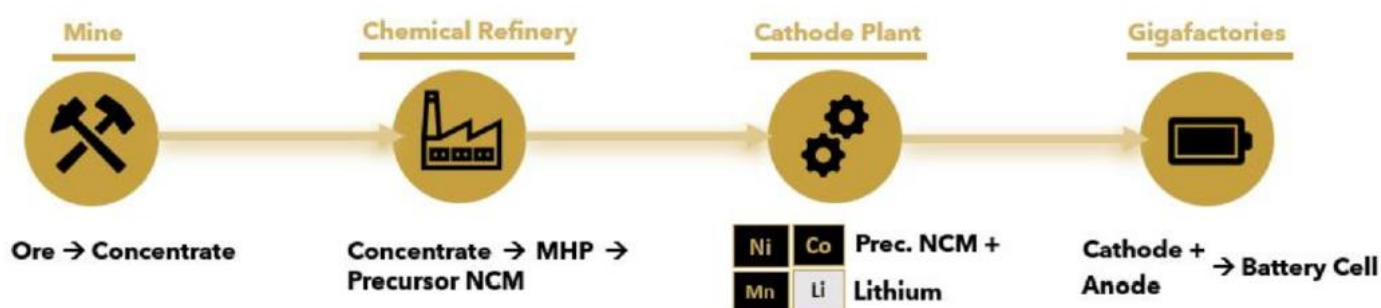 Mine
Chemical Refinery
Cathode Plant
Gigafactories
Ore → Concentrate
Concentrate → MHP →
Precursor NCM
Ni Co
Mn Li
Prec. NCM +
Lithium
Cathode +
Anode
→ Battery Cell